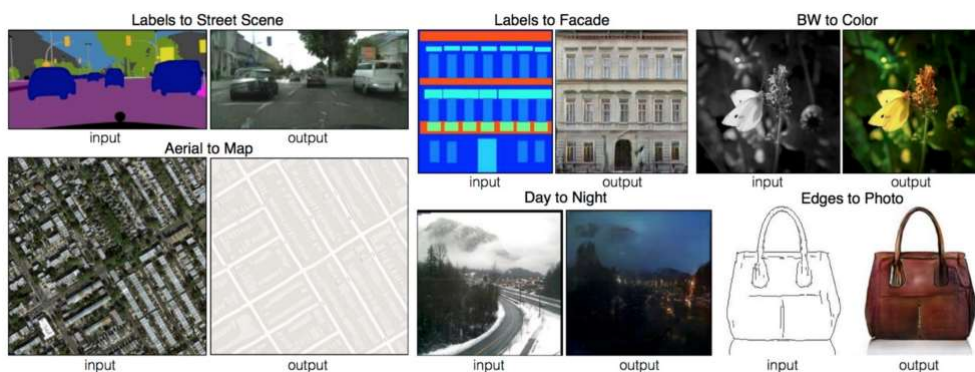 Labels to Street Scene
input
output
Aerial to Map
input
output
Labels to Facade
input
output
BW to Color
input
output
Day to Night
input
output
Edges to Photo
input
output